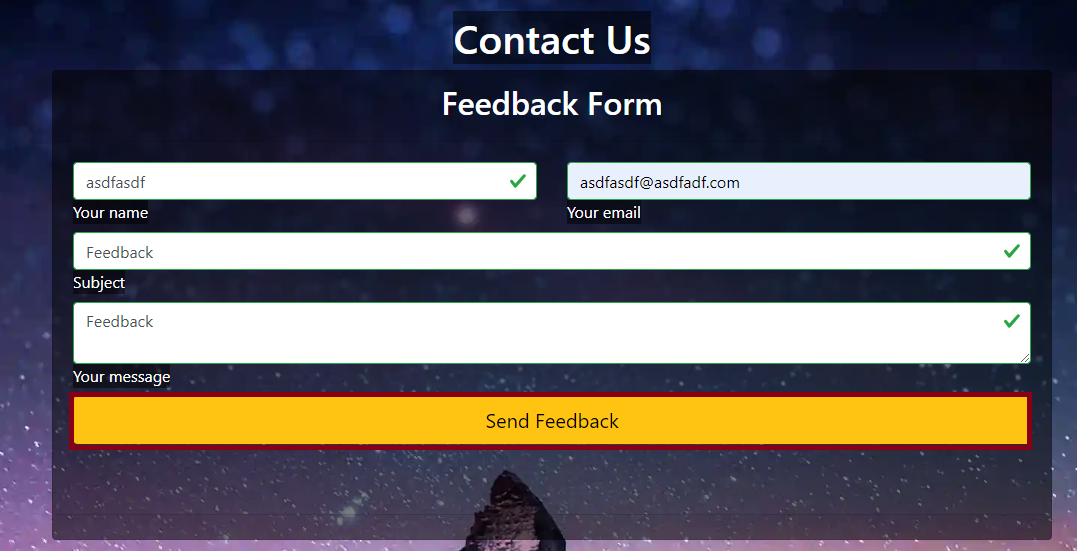 Contact Us
Feedback Form
asdfasdf
asdfasdf@asdfadf.com
Your name
Your email
Feedback
Subject
Feedback
Your message
Send Feedback